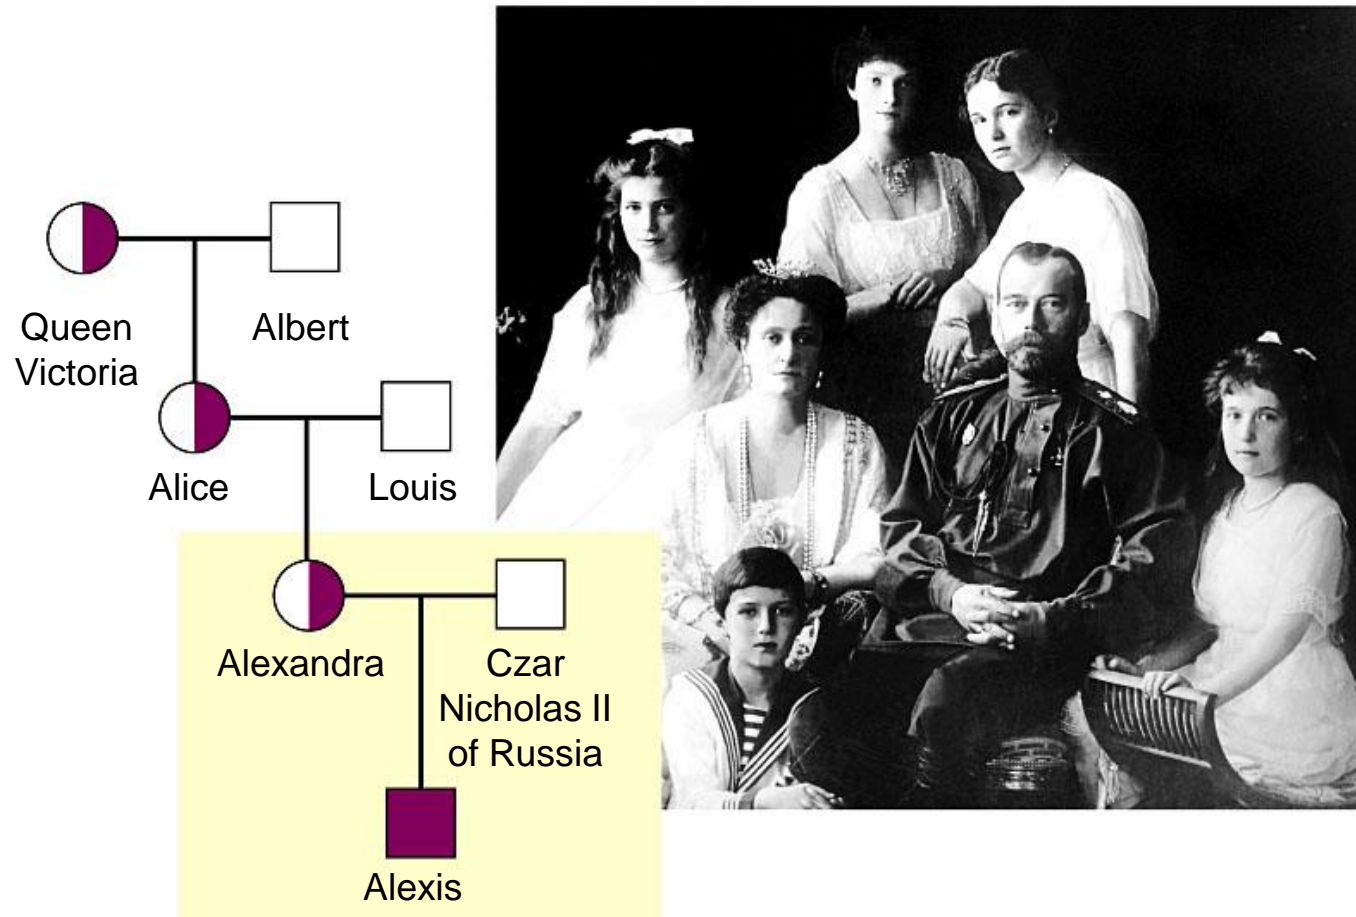 Queen
Victoria
Albert
Alice
Louis
Alexandra
Czar
Nicholas II
of Russia
Alexis